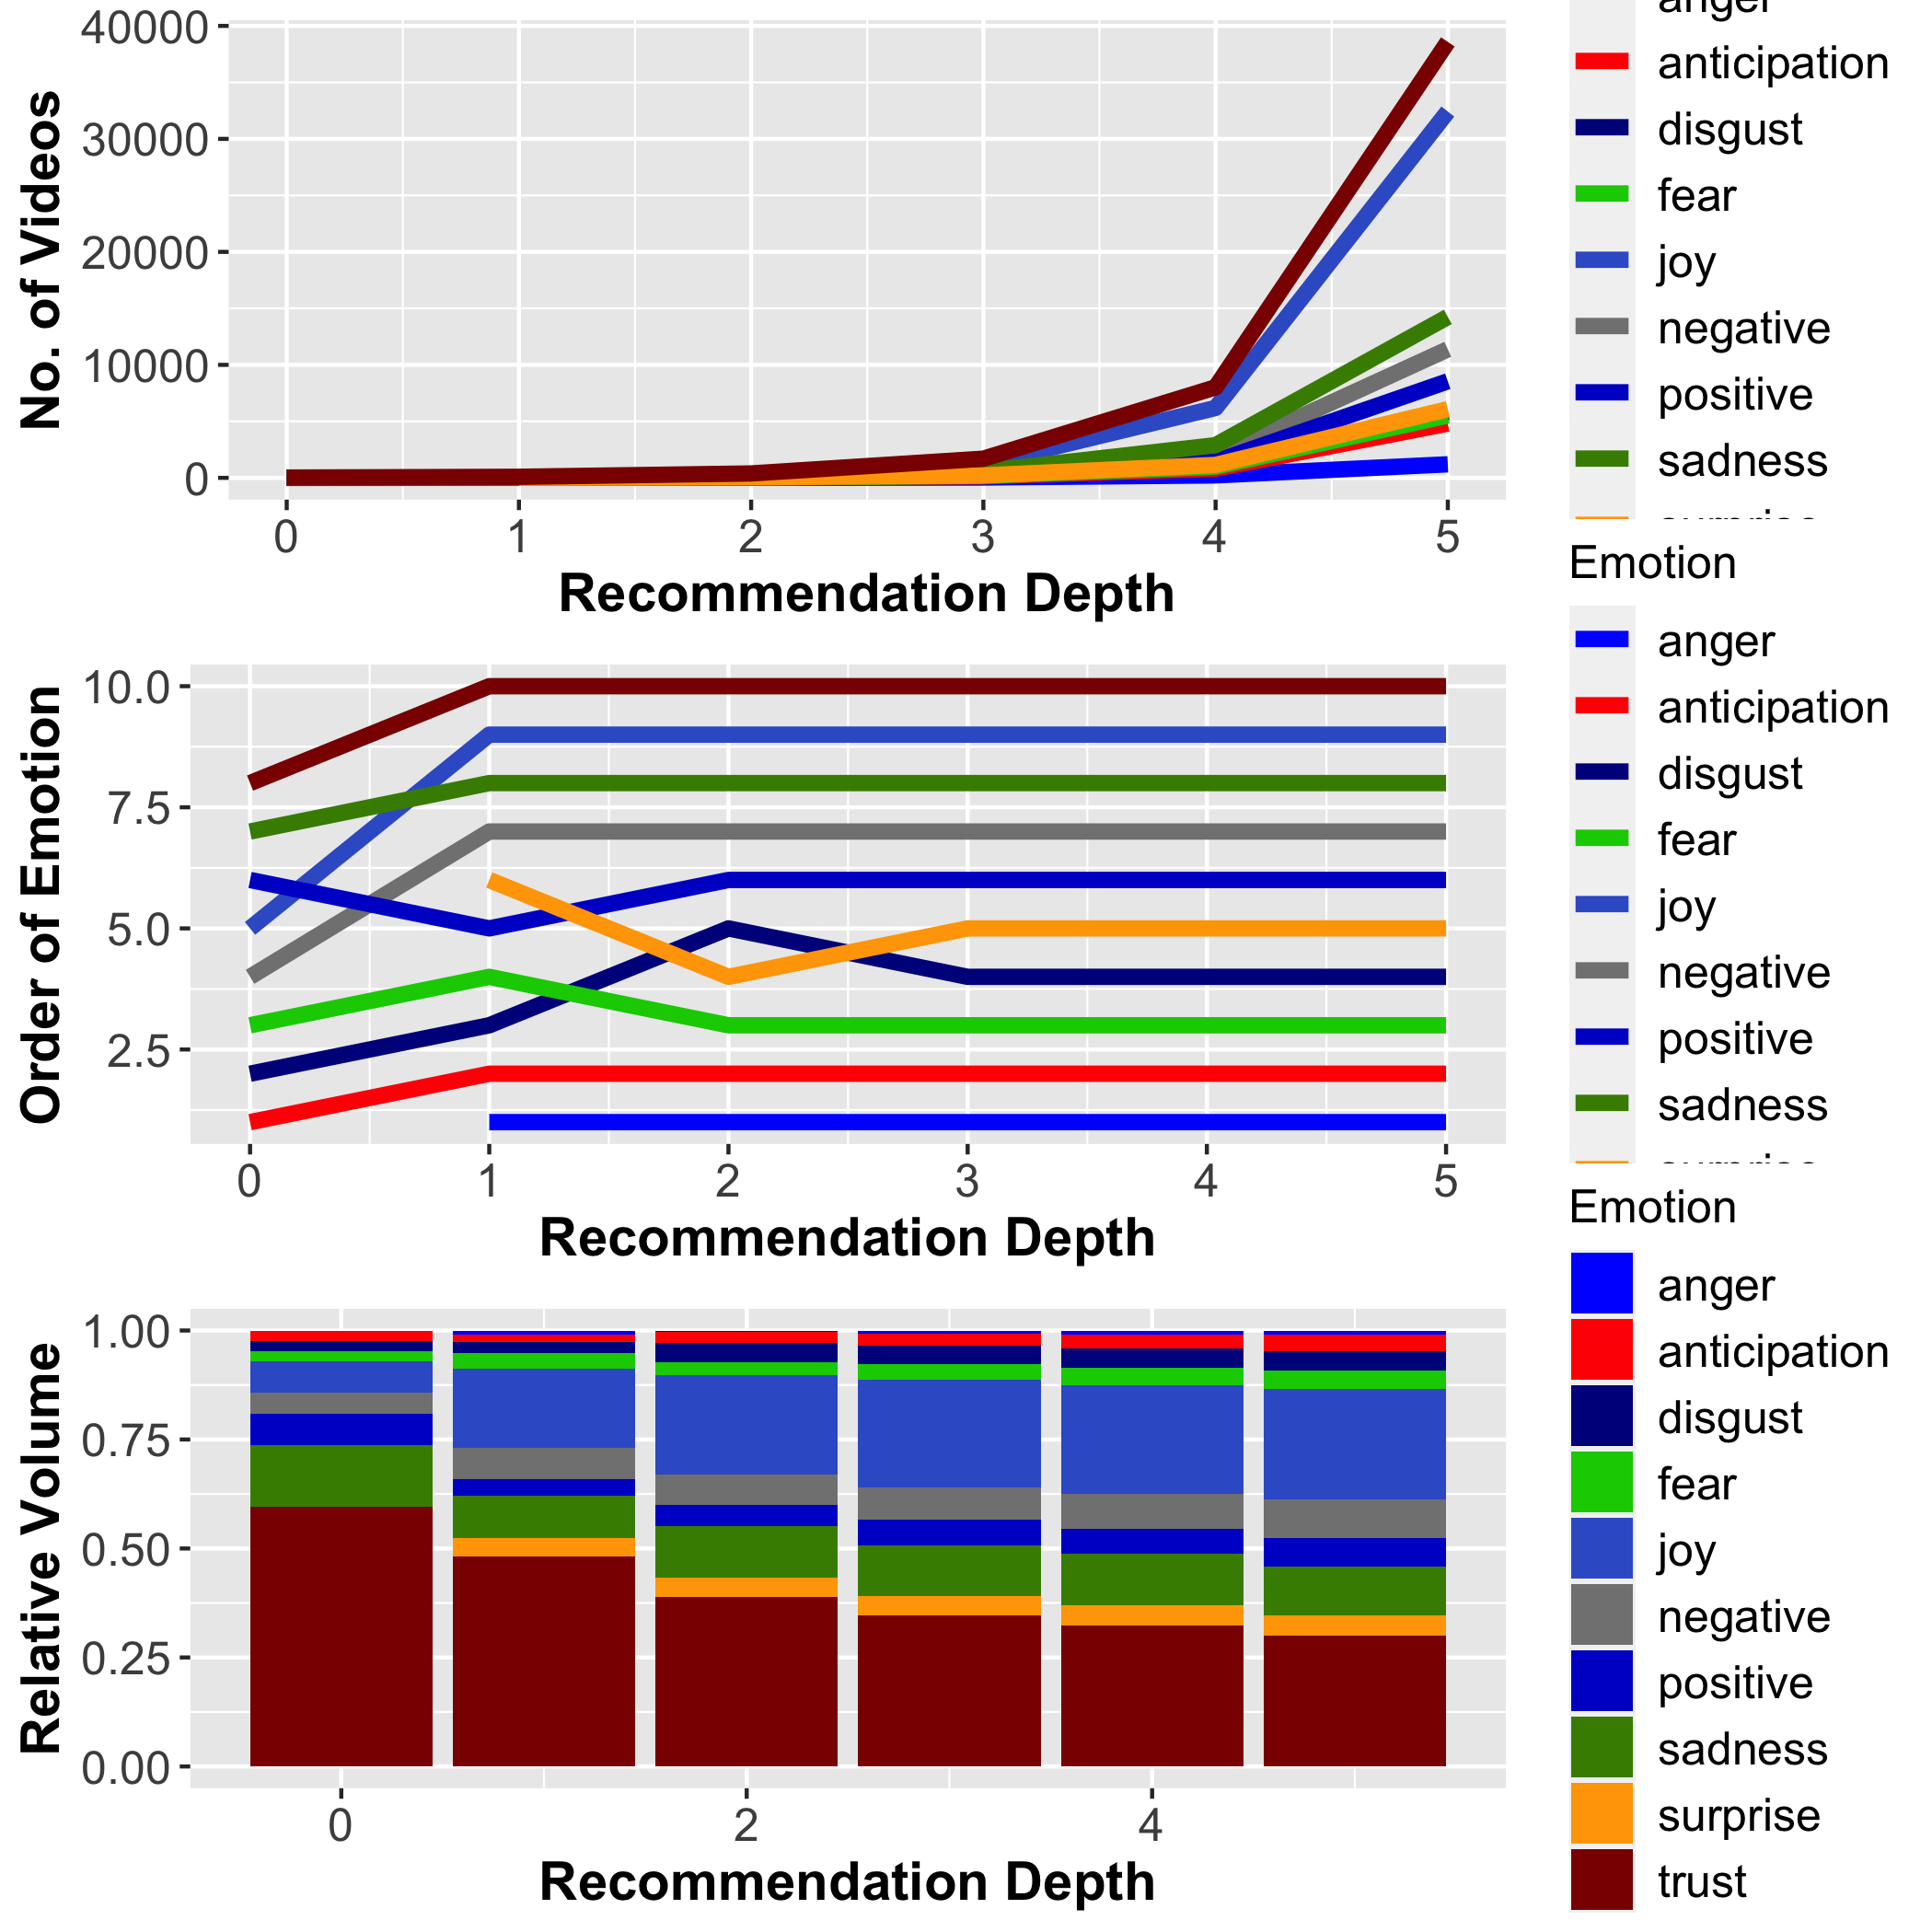 40000
30000
20000
10000
0
No. of Videos
0 1 2 3 4 5
Recommendation Depth
anger
anticipation
disgust
fear
joy
negative
positive
sadness
10.0
7.5
5.0
2.5
Order of Emotion
0 1 2 3 4 5
Recommendation Depth
Emotion
anger
anticipation
disgust
fear
joy
negative
positive
sadness
1.00
0.75
0.50
0.25
0.00
Relative Volume
0 2 4
Recommendation Depth
Emotion
anger
anticipation
disgust
fear
joy
negative
positive
sadness
surprise
trust